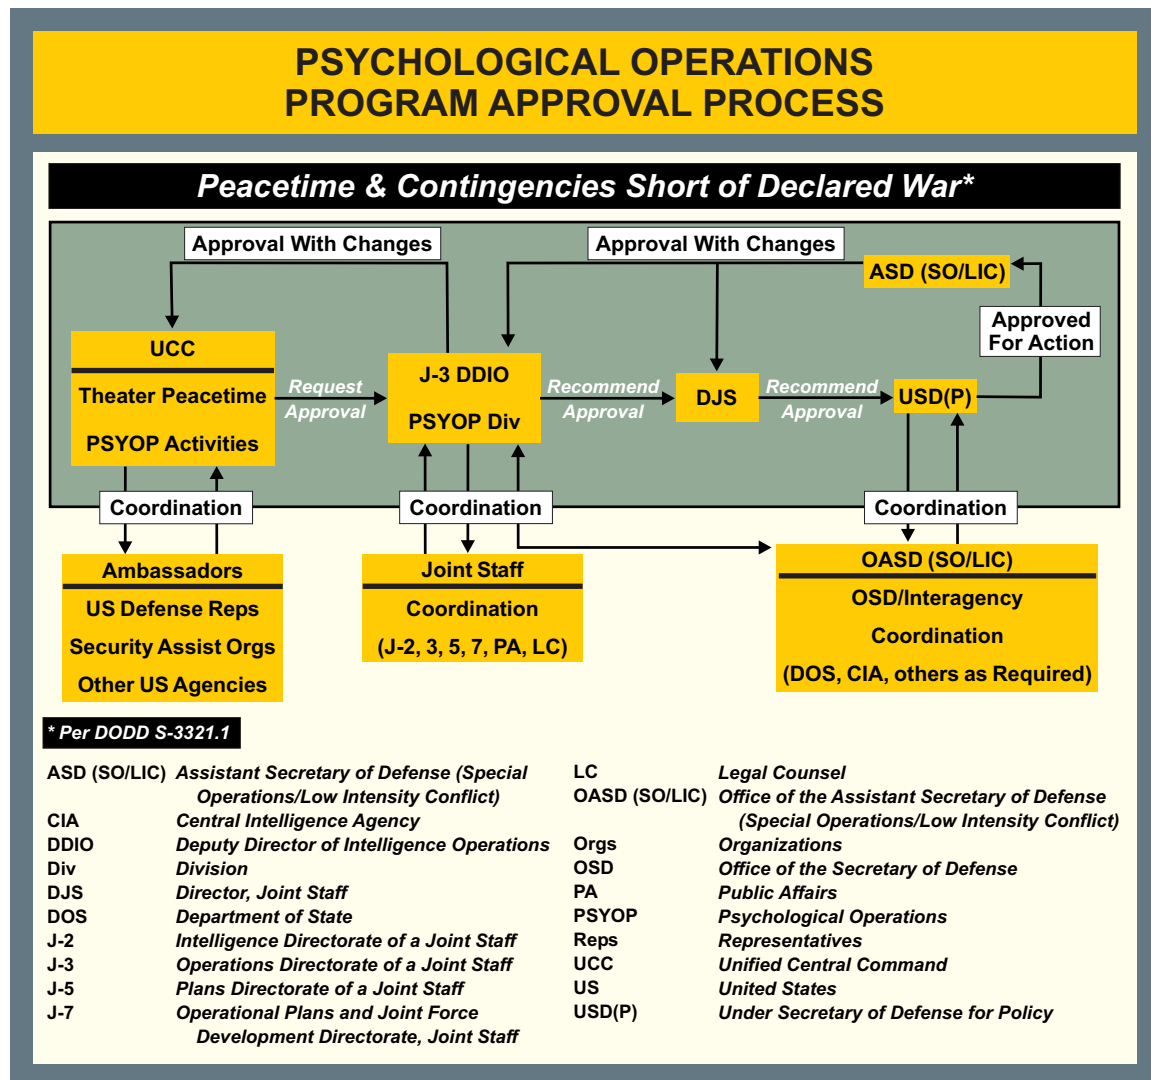 PSYCHOLOGICAL OPERATIONS
PROGRAM APPROVAL PROCESS
Peacetime & Contingencies Short of Declared War*
Approval With Changes
Approval With Changes
ASD (SO/LIC)
Approved
For Action
UCC
Theater Peacetime
PSYOP Activities
Request
Approval
J-3 DDIO
PSYOP Div
Recommend
Approval
DJS
Recommend
Approval
USD(P)
Coordination
Coordination
Coordination
Ambassadors
US Defense Reps
Security Assist Orgs
Other US Agencies
Joint Staff
Coordination
(J-2, 3, 5, 7, PA, LC)
OASD (SO/LIC)
OSD/Interagency
Coordination
(DOS, CIA, others as Required)
* Per DODD S-3321.1
ASD (SO/LIC) Assistant Secretary of Defense (Special
Operations/Low Intensity Conflict)
CIA Central Intelligence Agency
DDIO Deputy Director of Intelligence Operations
Div Division
DJS Director, Joint Staff
DOS Department of State
J-2 Intelligence Directorate of a Joint Staff
J-3 Operations Directorate of a Joint Staff
J-5 Plans Directorate of a Joint Staff
J-7 Operational Plans and Joint Force
Development Directorate, Joint Staff
LC Legal Counsel
OASD (SO/LIC) Office of the Assistant Secretary of Defense
(Special Operations/Low Intensity Conflict)
Orgs Organizations
OSD Office of the Secretary of Defense
PA Public Affairs
PSYOP Psychological Operations
Reps Representatives
UCC Unified Central Command
US United States
USD(P) Under Secretary of Defense for Policy